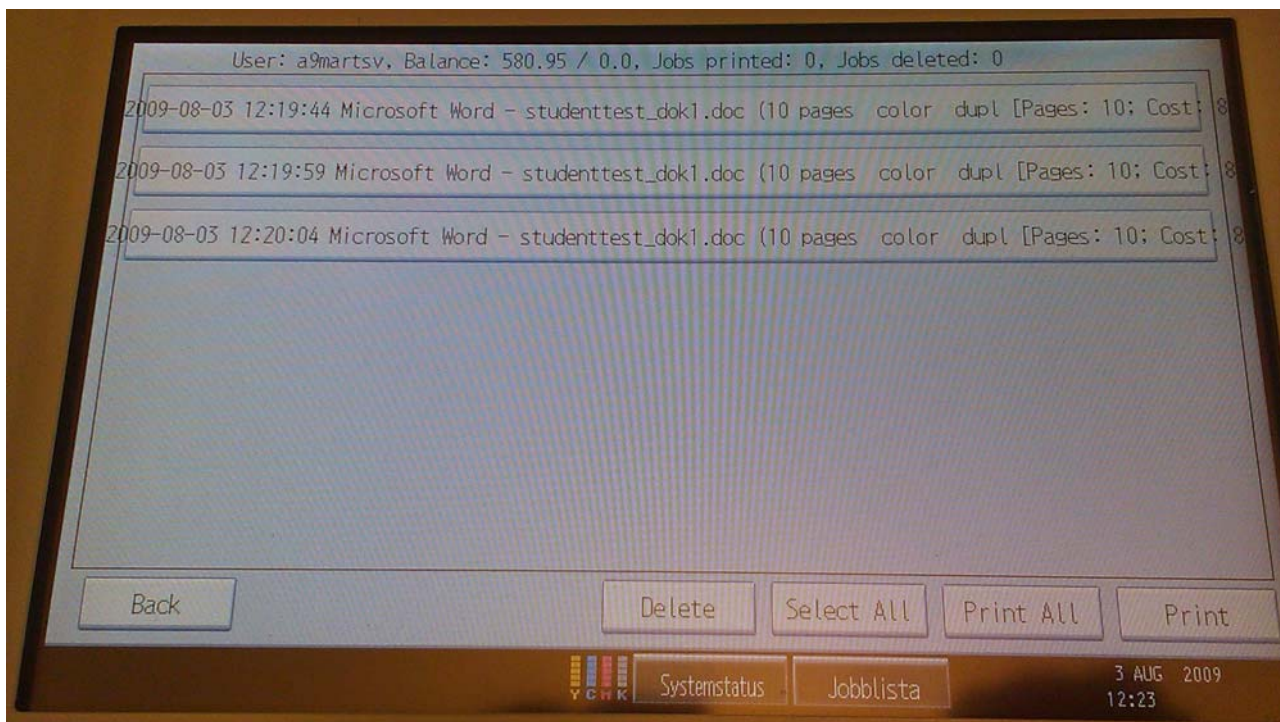 User: a9martsv, Balance: 580.95 / 0.0, Jobs printed: 0, Jobs deleted: 0
2009-08-03 12:19:44 Microsoft Word - studenttest_dok1.doc (10 pages color dupl [Pages: 10; Cost: 8
2009-08-03 12:19:59 Microsoft Word - studenttest_dok1.doc (10 pages color dupl [Pages: 10; Cost: 8
2009-08-03 12:20:04 Microsoft Word - studenttest_dok1.doc (10 pages color dupl [Pages: 10; Cost: 8
Back Delete Select All Print All Print
Y C M K Systemstatus Jobblista 3 AUG 2009
12:23